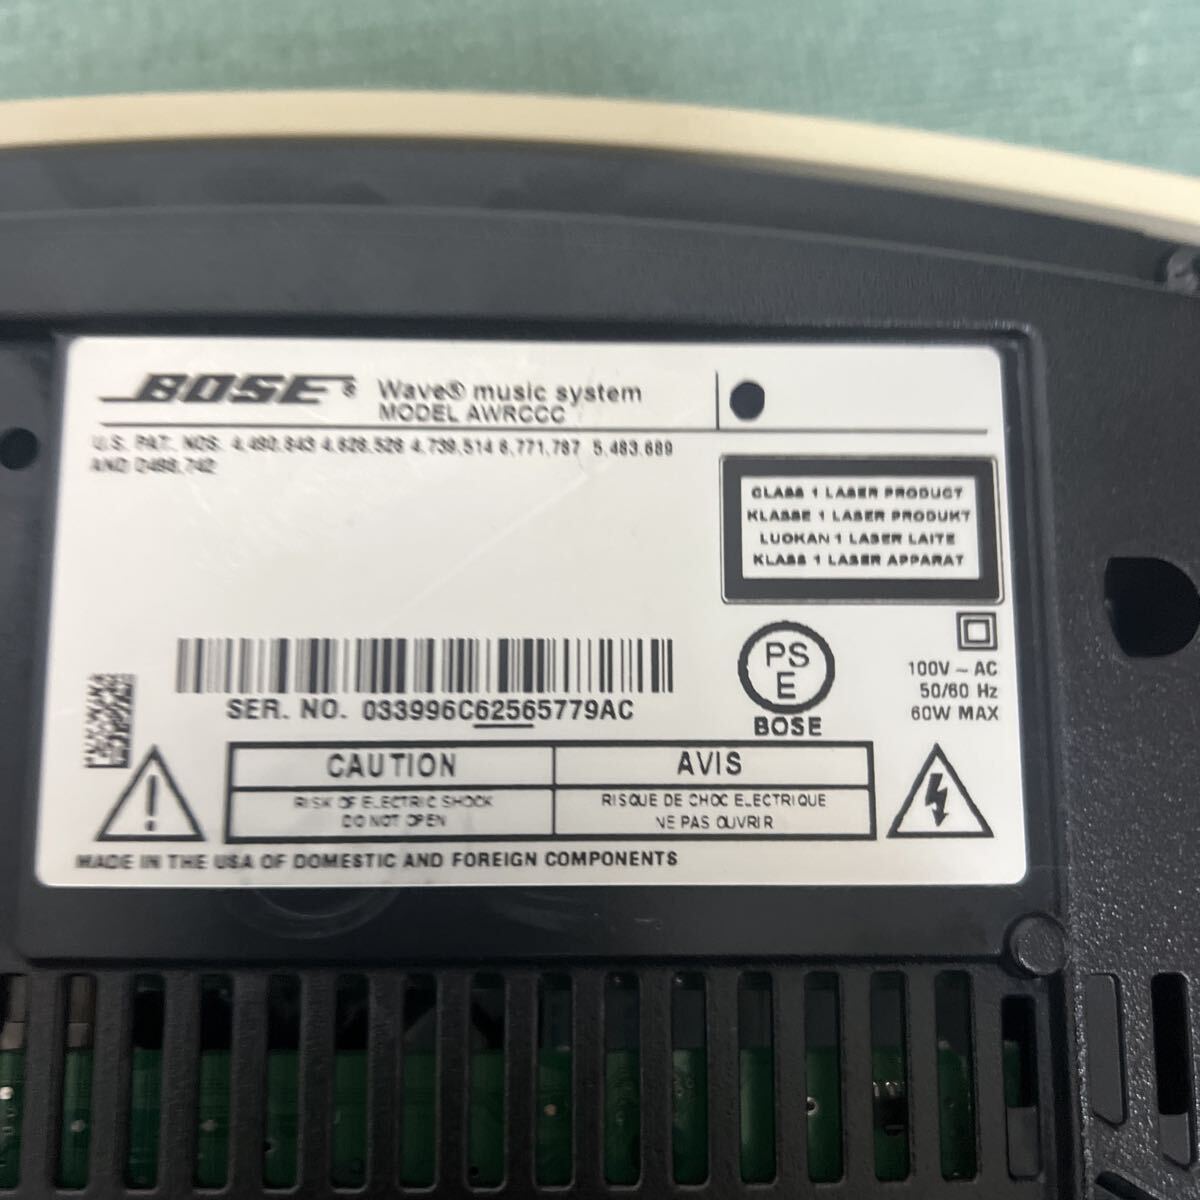 BOSE® Wave® music system
MODEL AWRCCC
U.S. PAT. NOS. 4,490,843 4,628,528 4,739,514 6,771,787 5,483,689
AND D498,742
CLASS 1 LASER PRODUCT
KLASSE 1 LASER PRODUKT
LUOKAN 1 LASER LAITE
KLASS 1 LASER APPARAT
PS
E
BOSE
100V ~ AC
50/60 Hz
60W MAX
SER. NO. 033996C62565779AC
CAUTION
RISK OF ELECTRIC SHOCK
DO NOT OPEN
AVIS
RISQUE DE CHOC ELECTRIQUE
NE PAS OUVRIR
MADE IN THE USA OF DOMESTIC AND FOREIGN COMPONENTS